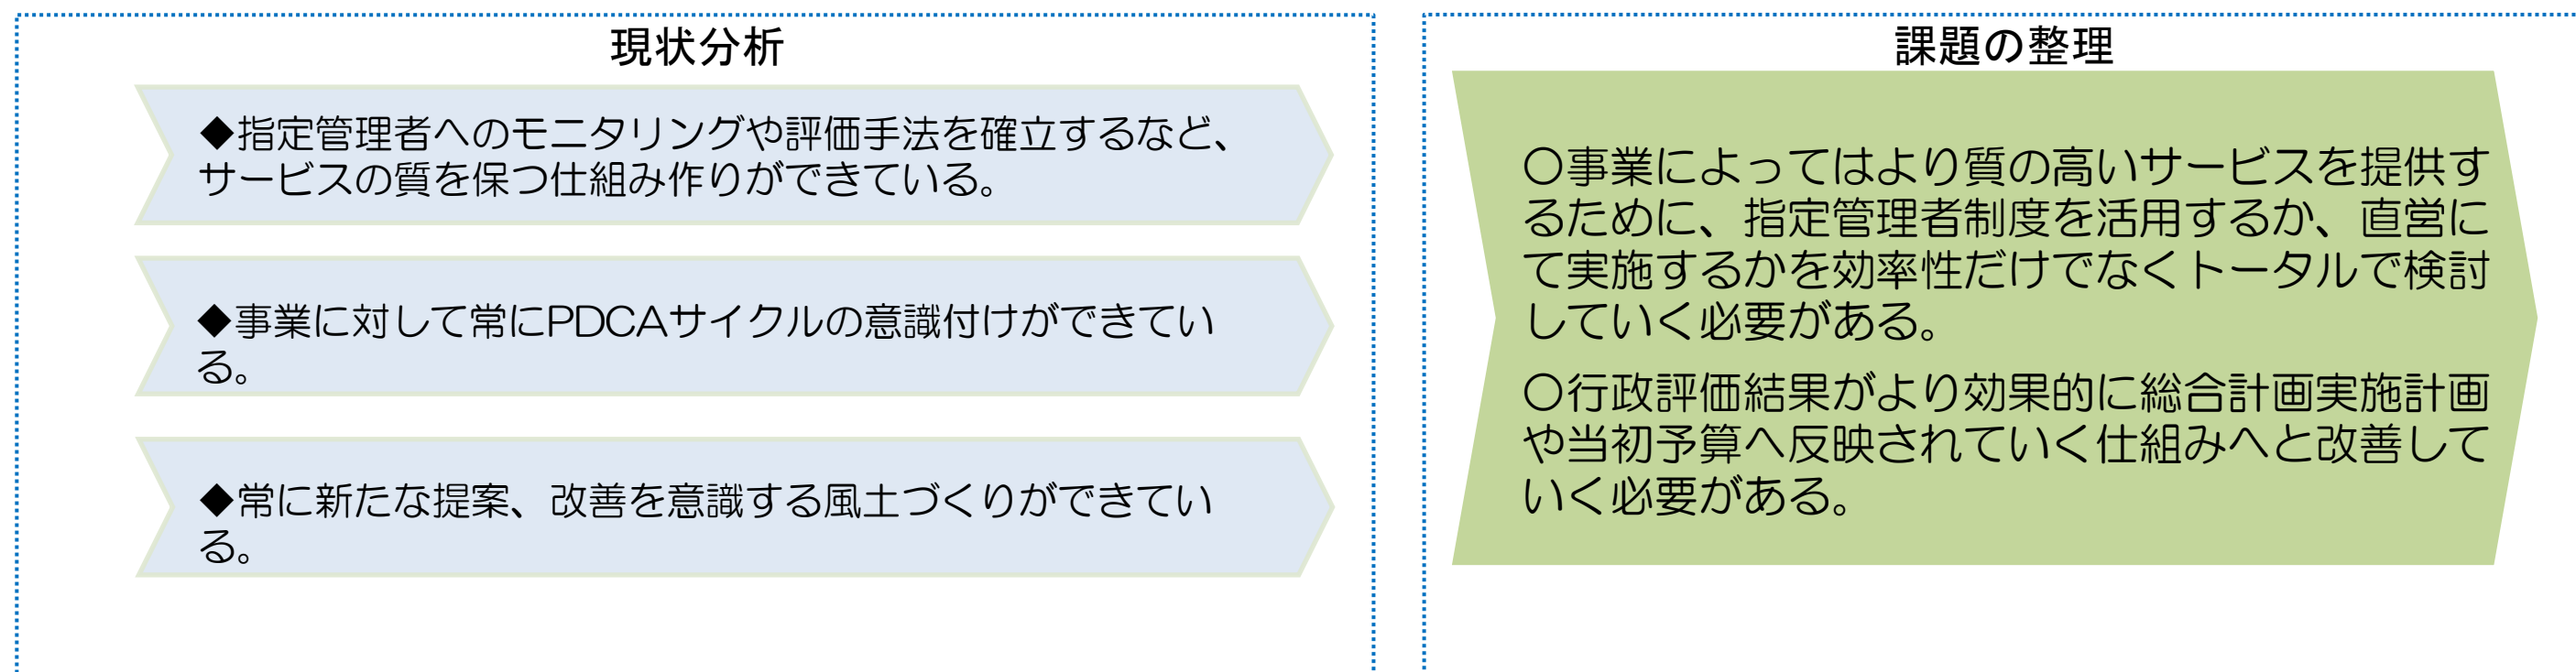 現状分析
◆指定管理者へのモニタリングや評価手法を確立するなど、
サービスの質を保つ仕組み作りができている。
◆事業に対して常にPDCAサイクルの意識付けができてい
る。
◆常に新たな提案、改善を意識する風土づくりができてい
る。
課題の整理
〇事業によってはより質の高いサービスを提供す
るために、指定管理者制度を活用するか、直営に
て実施するかを効率性だけでなくトータルで検討
していく必要がある。
〇行政評価結果がより効果的に総合計画実施計画
や当初予算へ反映されていく仕組みへと改善して
いく必要がある。